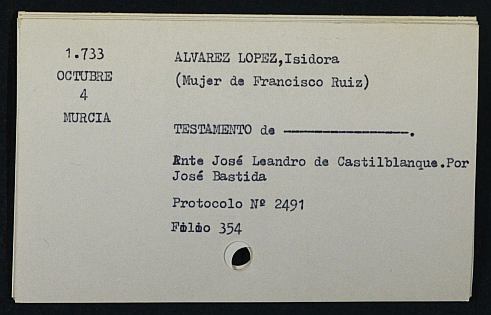 1.733
OCTUBRE
4
MURCIA
ALVAREZ LOPEZ,Isidora
(Mujer de Francisco Ruiz)
TESTAMENTO de ----------------.
Ante José Leandro de Castilblanque.Por
José Bastida
Protocolo Nº 2491
Folio 354